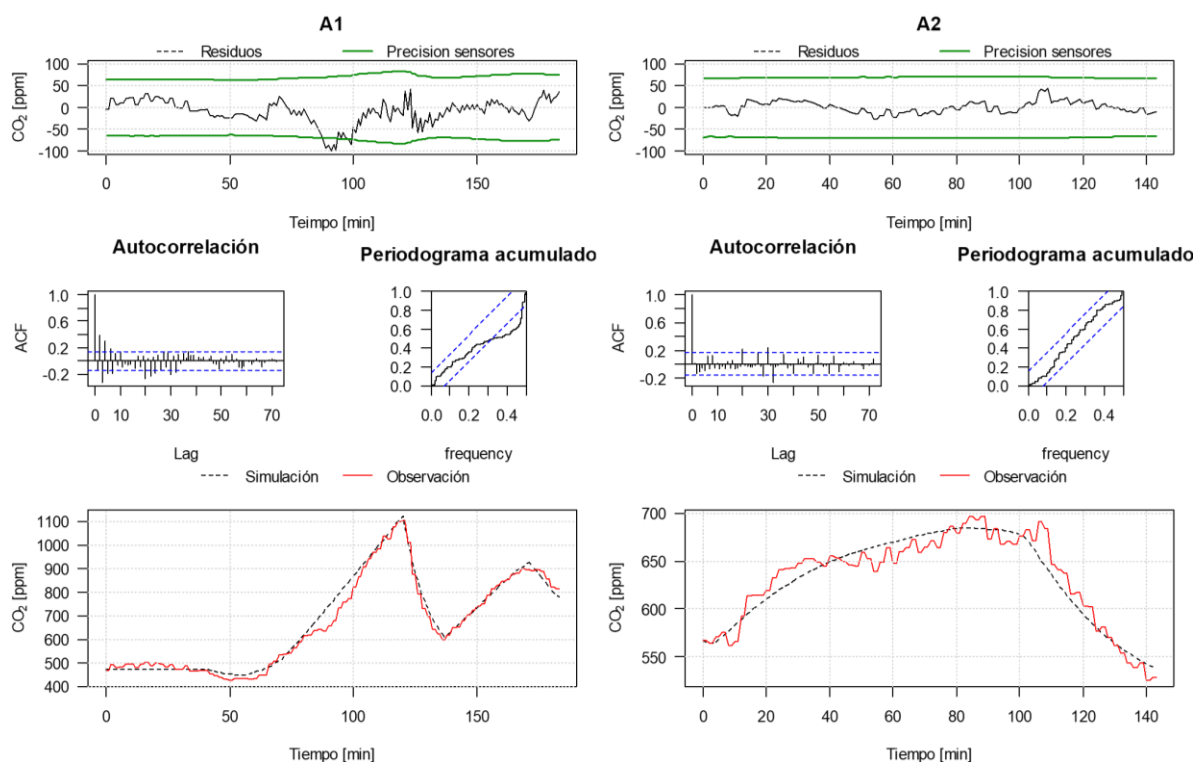 A1
Residuos Precision sensores
CO₂ [ppm]
100
50
0
-50
-100
0 50 100 150
Teimpo [min]
Autocorrelación
ACF
1.0
0.6
0.2
-0.2
0 10 30 50 70
Lag
Periodograma acumulado
1.0
0.8
0.6
0.4
0.2
0.0
0.0 0.2 0.4
frequency
Simulación Observación
CO₂ [ppm]
1100
1000
900
800
700
600
500
400
0 50 100 150
Tiempo [min]
A2
Residuos Precision sensores
CO₂ [ppm]
100
50
0
-50
-100
0 20 40 60 80 100 120 140
Teimpo [min]
Autocorrelación
ACF
1.0
0.6
0.2
-0.2
0 10 30 50 70
Lag
Periodograma acumulado
1.0
0.8
0.6
0.4
0.2
0.0
0.0 0.2 0.4
frequency
Simulación Observación
CO₂ [ppm]
700
650
600
550
0 20 40 60 80 100 120 140
Tiempo [min]